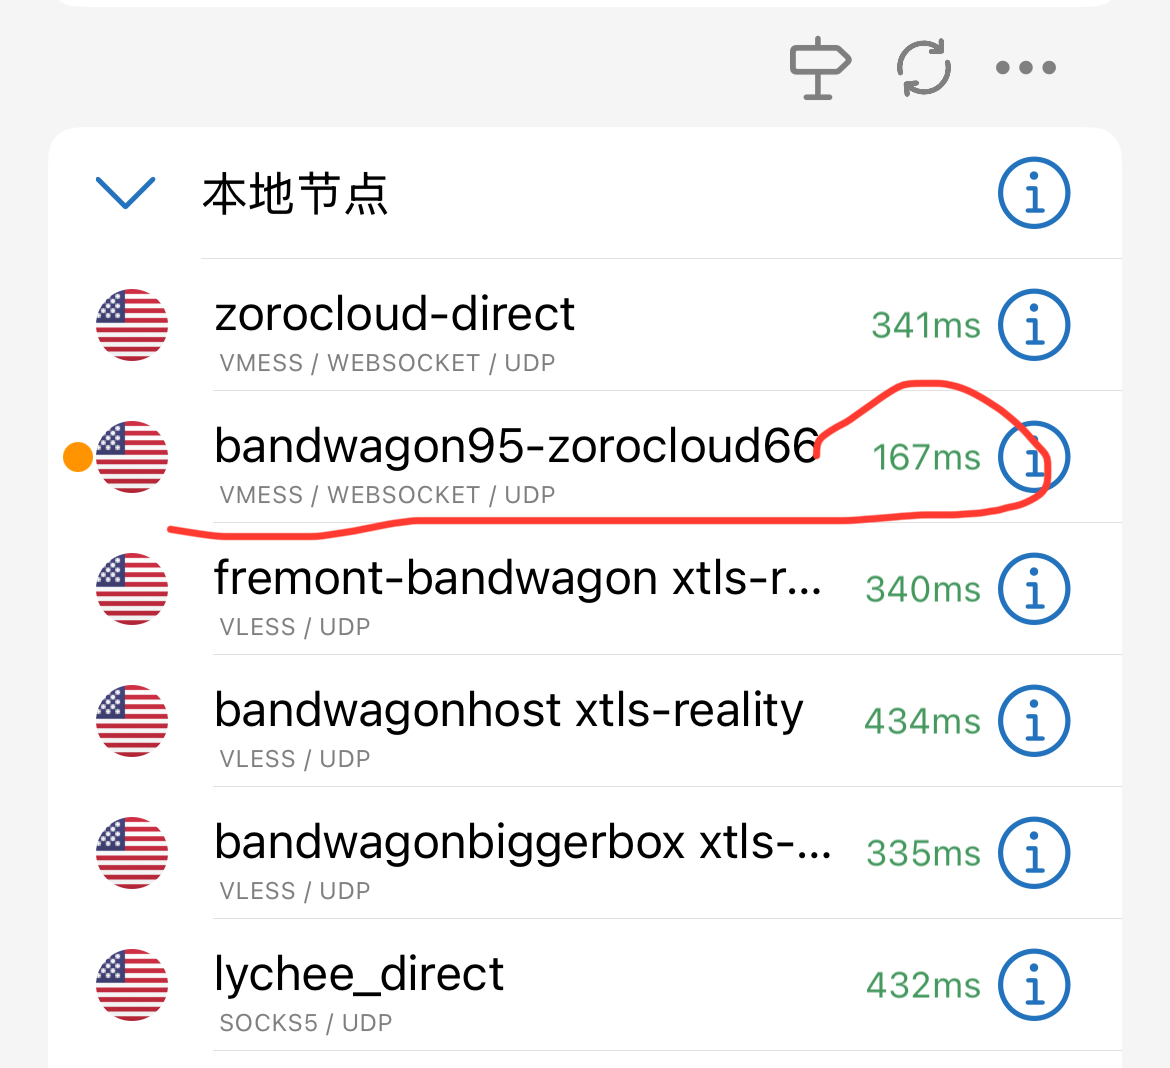 本地节点
zorocloud-direct
341ms
VMESS / WEBSOCKET / UDP
bandwagon95-zorocloud66
167ms
VMESS / WEBSOCKET / UDP
fremont-bandwagon xtls-r...
340ms
VLESS / UDP
bandwagonhost xtls-reality
434ms
VLESS / UDP
bandwagonbiggerbox xtls-...
335ms
VLESS / UDP
lychee_direct
432ms
SOCKS5 / UDP